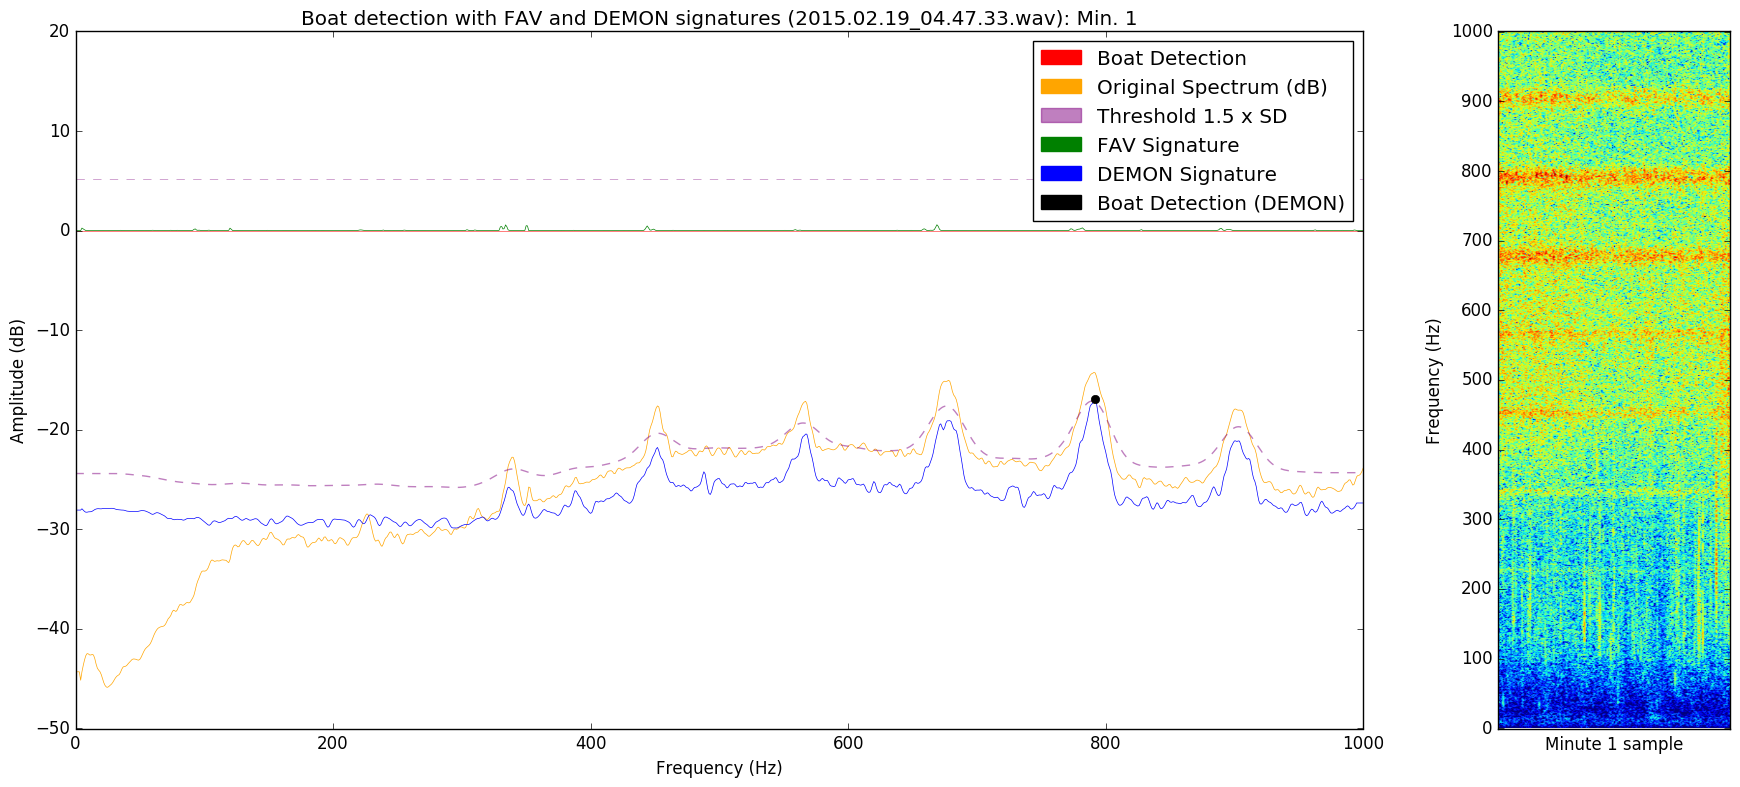 Boat detection with FAV and DEMON signatures (2015.02.19_04.47.33.wav): Min. 1
Boat Detection
Original Spectrum (dB)
Threshold 1.5 x SD
FAV Signature
DEMON Signature
Boat Detection (DEMON)
Amplitude (dB)
20
10
0
−10
−20
−30
−40
−50
0
200
400
600
800
1000
Frequency (Hz)
Frequency (Hz)
1000
900
800
700
600
500
400
300
200
100
0
Minute 1 sample